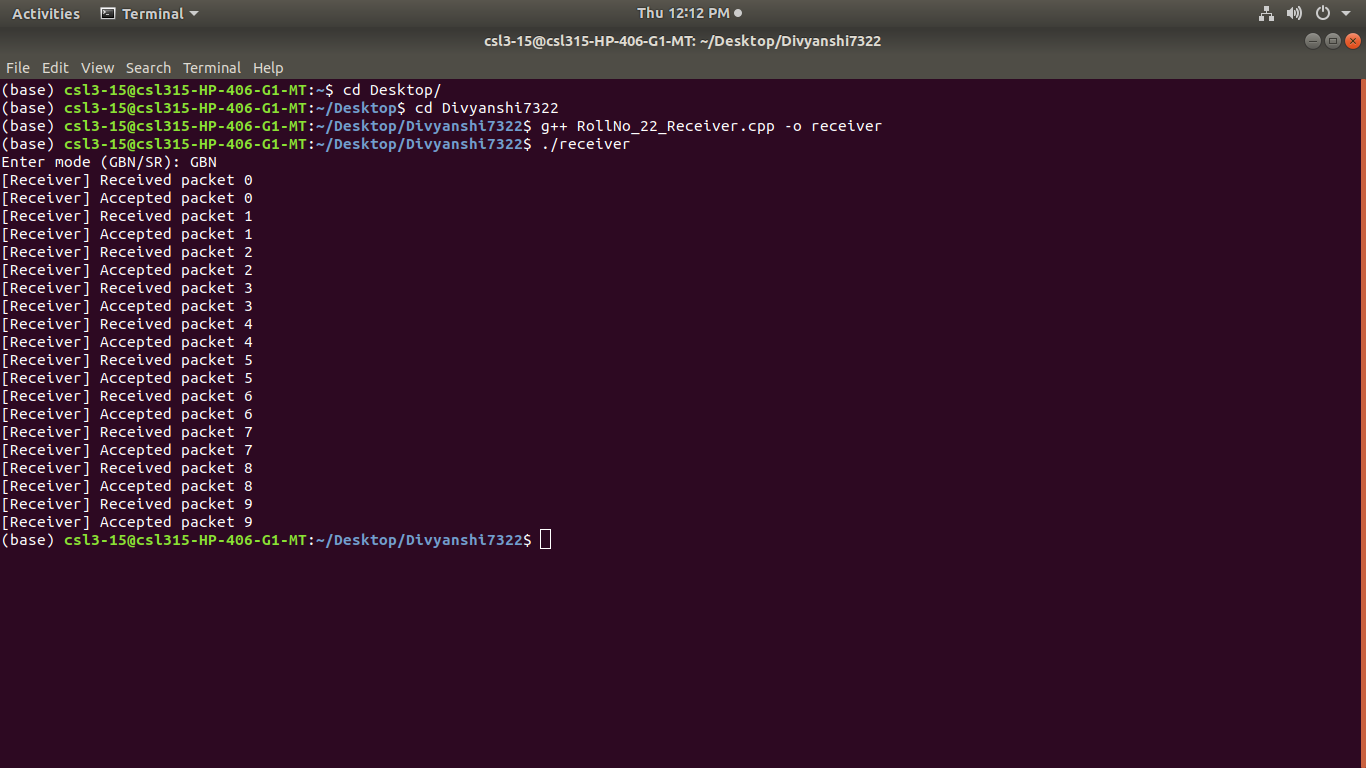 Activities Terminal Thu 12:12 PM
csl3-15@csl315-HP-406-G1-MT: ~/Desktop/Divyanshi7322
File Edit View Search Terminal Help
(base) csl3-15@csl315-HP-406-G1-MT:~$ cd Desktop/
(base) csl3-15@csl315-HP-406-G1-MT:~/Desktop$ cd Divyanshi7322
(base) csl3-15@csl315-HP-406-G1-MT:~/Desktop/Divyanshi7322$ g++ RollNo_22_Receiver.cpp -o receiver
(base) csl3-15@csl315-HP-406-G1-MT:~/Desktop/Divyanshi7322$ ./receiver
Enter mode (GBN/SR): GBN
[Receiver] Received packet 0
[Receiver] Accepted packet 0
[Receiver] Received packet 1
[Receiver] Accepted packet 1
[Receiver] Received packet 2
[Receiver] Accepted packet 2
[Receiver] Received packet 3
[Receiver] Accepted packet 3
[Receiver] Received packet 4
[Receiver] Accepted packet 4
[Receiver] Received packet 5
[Receiver] Accepted packet 5
[Receiver] Received packet 6
[Receiver] Accepted packet 6
[Receiver] Received packet 7
[Receiver] Accepted packet 7
[Receiver] Received packet 8
[Receiver] Accepted packet 8
[Receiver] Received packet 9
[Receiver] Accepted packet 9
(base) csl3-15@csl315-HP-406-G1-MT:~/Desktop/Divyanshi7322$